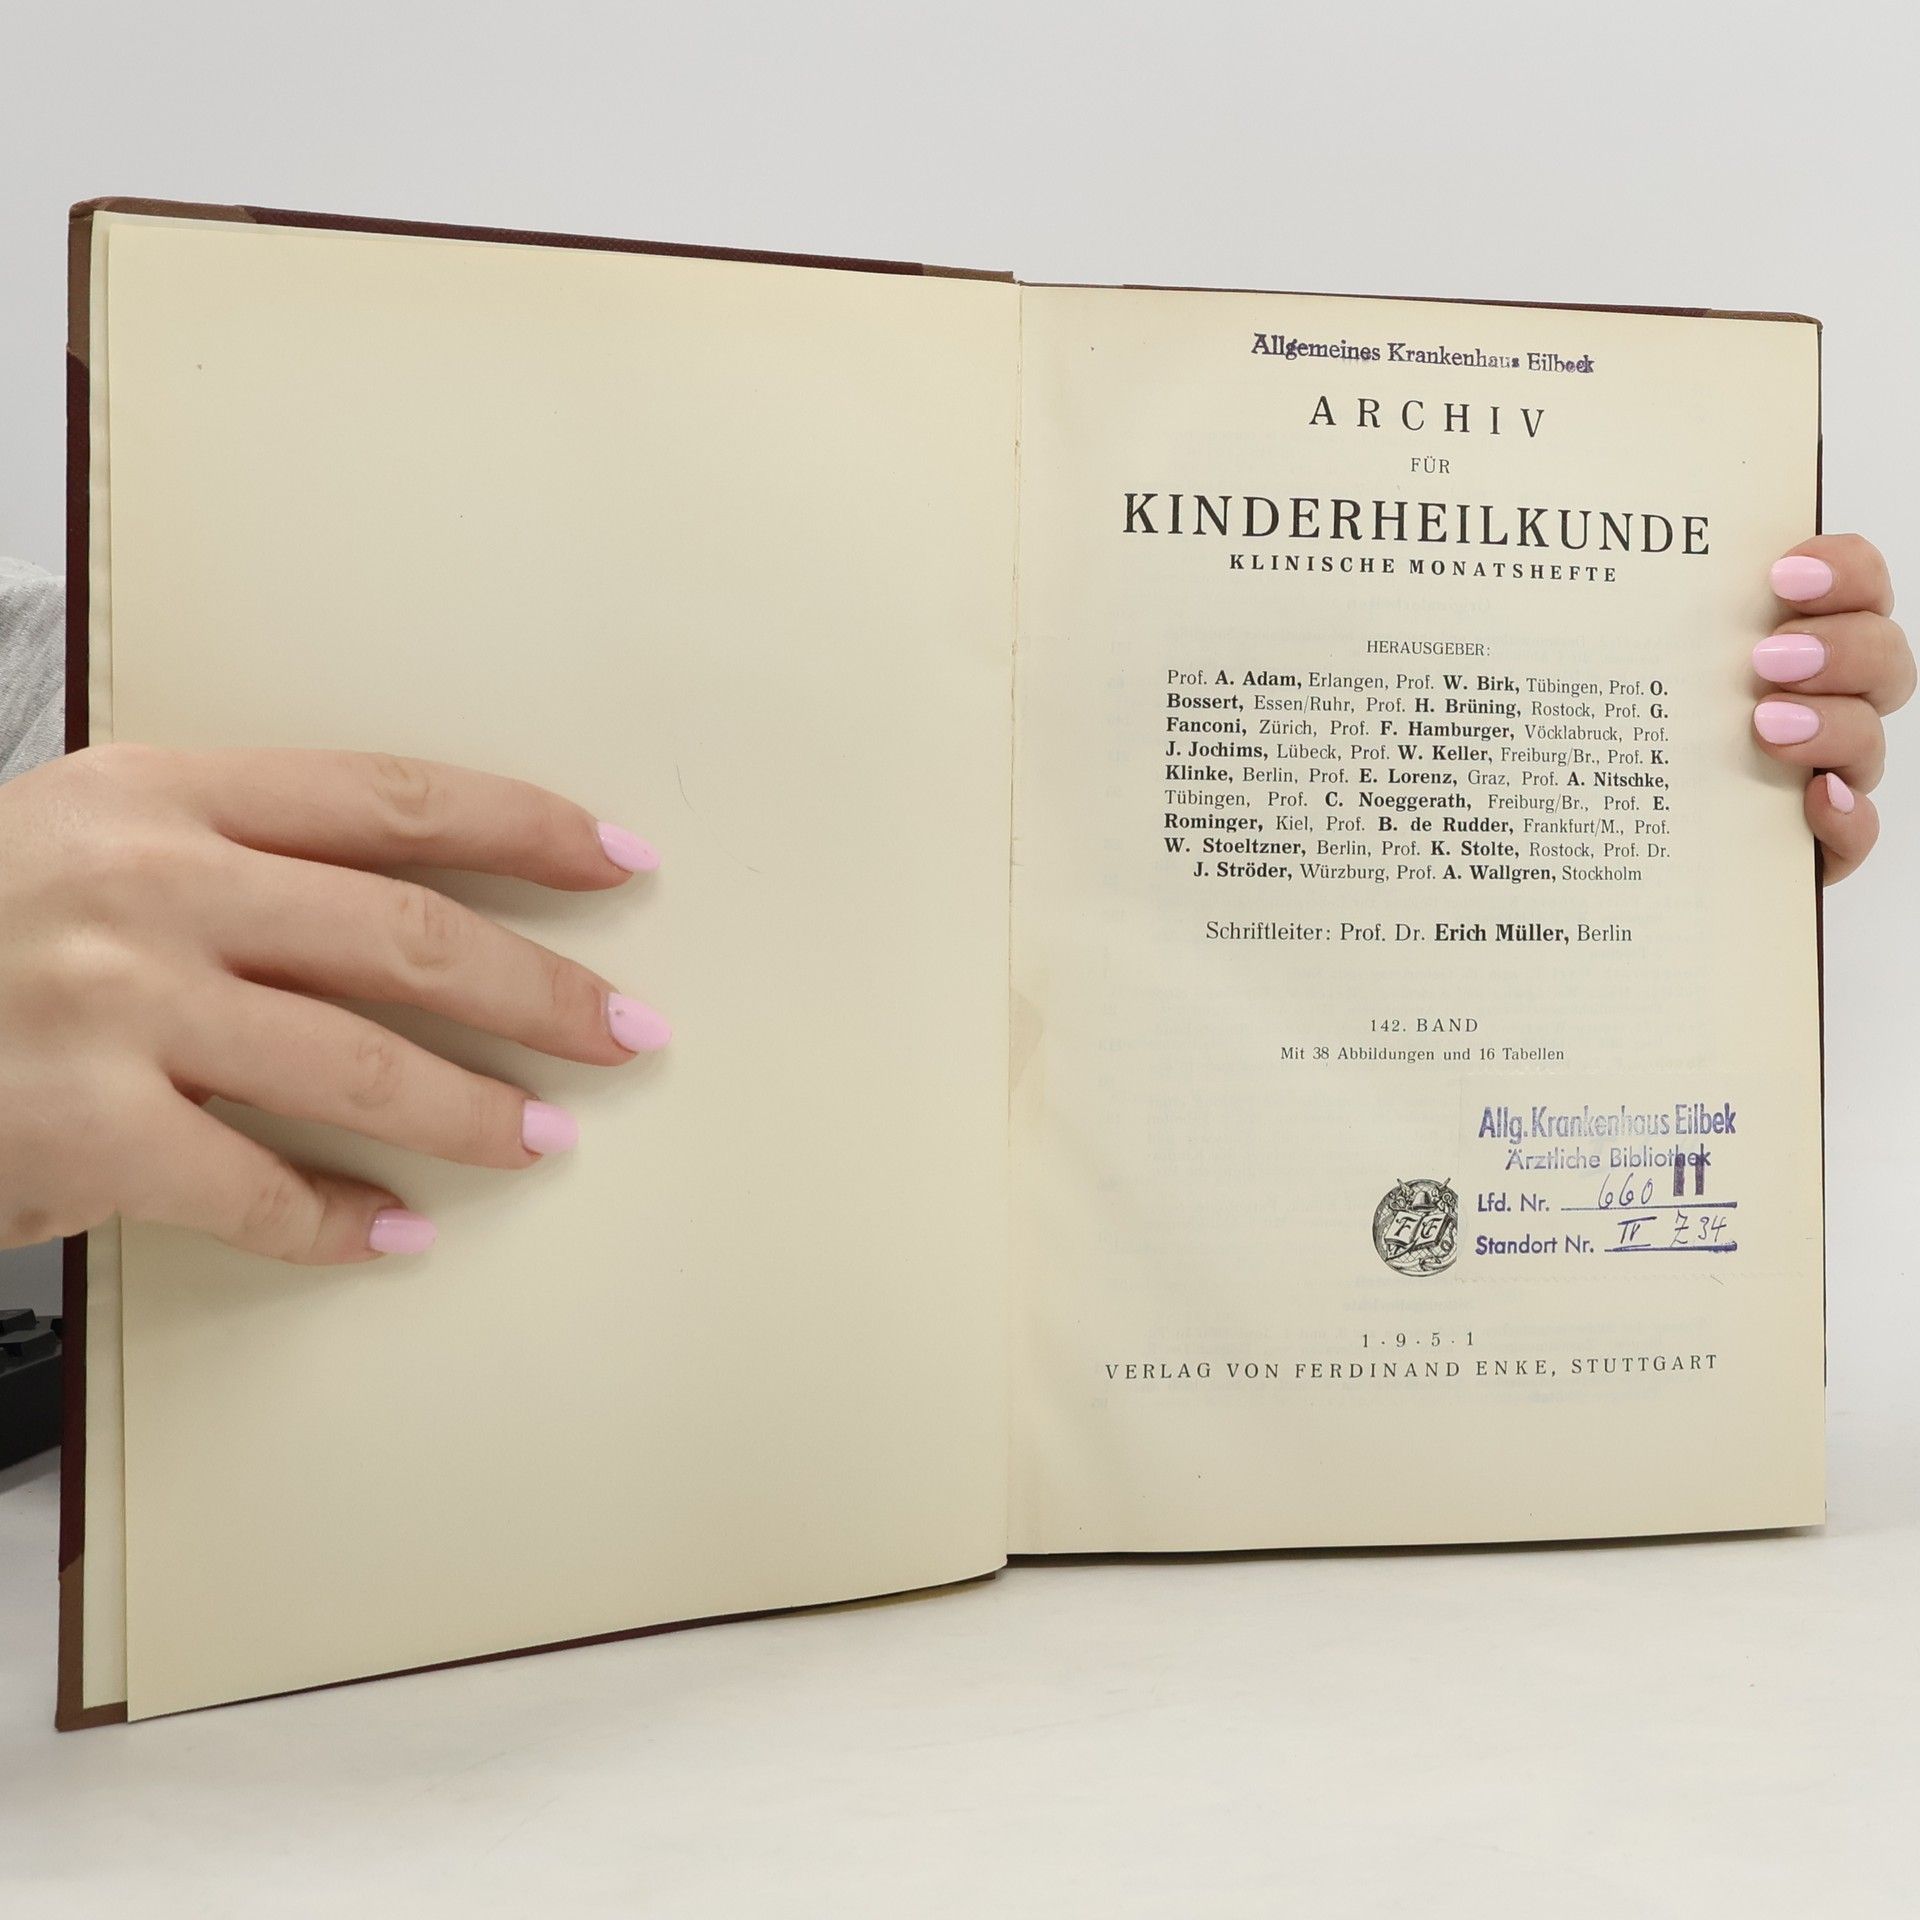 Allgemeines Krankenhaus Eilbeck
ARCHIV
FÜR
KINDERHEILKUNDE
KLINISCHE MONATSHEFTE
HERAUSGEBER:
Prof. A. Adam, Erlangen, Prof. W. Birk, Tübingen, Prof. O.
Bossert, Essen/Ruhr, Prof. H. Brüning, Rostock, Prof. G.
Fanconi, Zürich, Prof. F. Hamburger, Vöcklabruck, Prof.
J. Jochims, Lübeck, Prof. W. Keller, Freiburg/Br., Prof. K.
Klinke, Berlin, Prof. E. Lorenz, Graz, Prof. A. Nitschke,
Tübingen, Prof. C. Noeggerath, Freiburg/Br., Prof. E.
Rominger, Kiel, Prof. B. de Rudder, Frankfurt/M., Prof.
W. Stoeltzner, Berlin, Prof. K. Stolte, Rostock, Prof. Dr.
J. Ströder, Würzburg, Prof. A. Wallgren, Stockholm
Schriftleiter: Prof. Dr. Erich Müller, Berlin
142. BAND
Mit 38 Abbildungen und 16 Tabellen
Allg. Krankenhaus Eilbek
Ärztliche Bibliothek
Lfd. Nr. 660 II
Standort Nr. IV Z 34
F E
1 · 9 · 5 · 1
VERLAG VON FERDINAND ENKE, STUTTGART